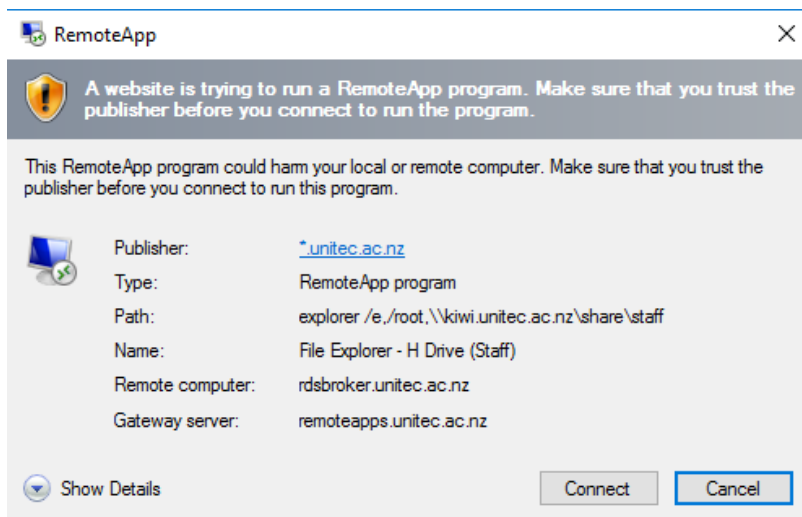 RemoteApp
A website is trying to run a RemoteApp program. Make sure that you trust the
publisher before you connect to run the program.
This RemoteApp program could harm your local or remote computer. Make sure that you trust the
publisher before you connect to run this program.
Publisher: *.unitec.ac.nz
Type: RemoteApp program
Path: explorer /e,/root,\\kiwi.unitec.ac.nz\share\staff
Name: File Explorer - H Drive (Staff)
Remote computer: rdsbroker.unitec.ac.nz
Gateway server: remoteapps.unitec.ac.nz
Show Details Connect Cancel